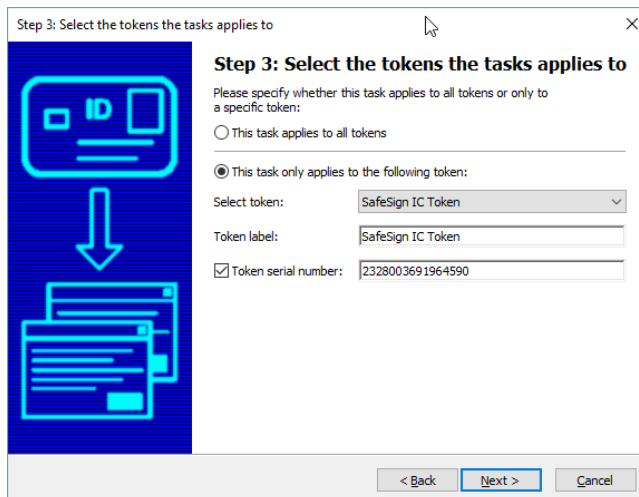 Step 3: Select the tokens the tasks applies to
Step 3: Select the tokens the tasks applies to
Please specify whether this task applies to all tokens or only to
a specific token:
This task applies to all tokens
This task only applies to the following token:
Select token: SafeSign IC Token
Token label: SafeSign IC Token
Token serial number: 2328003691964590
ID
< Back Next > Cancel